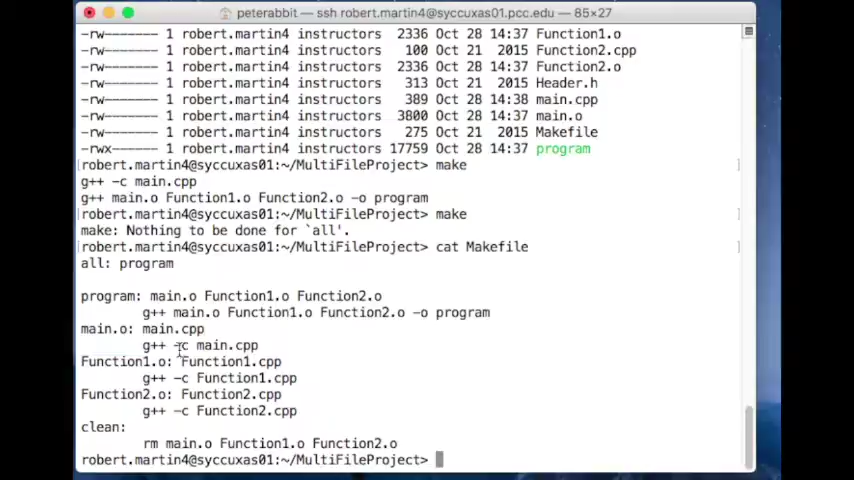 peterabbit — ssh robert.martin4@syccuxas01.pcc.edu — 85×27
-rw------- 1 robert.martin4 instructors  2336 Oct 28 14:37 Function1.o
-rw------- 1 robert.martin4 instructors   100 Oct 21  2015 Function2.cpp
-rw------- 1 robert.martin4 instructors  2336 Oct 28 14:37 Function2.o
-rw------- 1 robert.martin4 instructors   313 Oct 21  2015 Header.h
-rw------- 1 robert.martin4 instructors   389 Oct 28 14:38 main.cpp
-rw------- 1 robert.martin4 instructors  3800 Oct 28 14:37 main.o
-rw------- 1 robert.martin4 instructors   275 Oct 21  2015 Makefile
-rwx------ 1 robert.martin4 instructors 17759 Oct 28 14:37 program
robert.martin4@syccuxas01:~/MultiFileProject> make
g++ -c main.cpp
g++ main.o Function1.o Function2.o -o program
robert.martin4@syccuxas01:~/MultiFileProject> make
make: Nothing to be done for `all'.
robert.martin4@syccuxas01:~/MultiFileProject> cat Makefile
all: program
program: main.o Function1.o Function2.o
        g++ main.o Function1.o Function2.o -o program
main.o: main.cpp
        g++ -c main.cpp
Function1.o: Function1.cpp
        g++ -c Function1.cpp
Function2.o: Function2.cpp
        g++ -c Function2.cpp
clean:
        rm main.o Function1.o Function2.o
robert.martin4@syccuxas01:~/MultiFileProject>